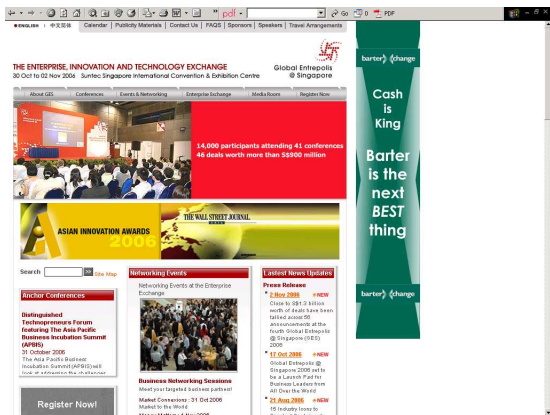 pdf
Go
0
PDF
ENGLISH | 中文简体
Calendar | Publicity Materials | Contact Us | FAQS | Sponsors | Speakers | Travel Arrangements
THE ENTERPRISE, INNOVATION AND TECHNOLOGY EXCHANGE
30 Oct to 02 Nov 2006 Suntec Singapore International Convention & Exhibition Centre
Global Entrepolis
@ Singapore
About GES
Conferences
Events & Networking
Enterprise Exchange
Media Room
Register Now
14,000 participants attending 41 conferences
46 deals worth more than S$900 million
ASIAN INNOVATION AWARDS
2006
THE WALL STREET JOURNAL
Search
>>
Site Map
Anchor Conferences
Distinguished
Technopreneurs Forum
featuring The Asia Pacific
Business Incubation Summit
(APBIS)
31 October 2006
The Asia Pacific Business
Incubation Summit (APBIS) will
look at addressing the challenges
Register Now!
Networking Events
Networking Events at the Enterprise
Exchange
Business Networking Sessions
Meet your targeted business partners!
Market Connexions: 31 Oct 2006
Market to the World
Lastest News Updates
Press Release
2 Nov 2006 NEW
Close to S$1.3 billion
worth of deals have been
tallied across 56
announcements at the
fourth Global Entrepolis
@ Singapore (GES)
2006
17 Oct 2006 NEW
Global Entrepolis @
Singapore 2006 set to
be a Launch Pad for
Business Leaders from
All Over the World
21 Aug 2006 NEW
15 Industry Icons to
barter change
Cash
is
King
Barter
is the
next
BEST
thing
barter change